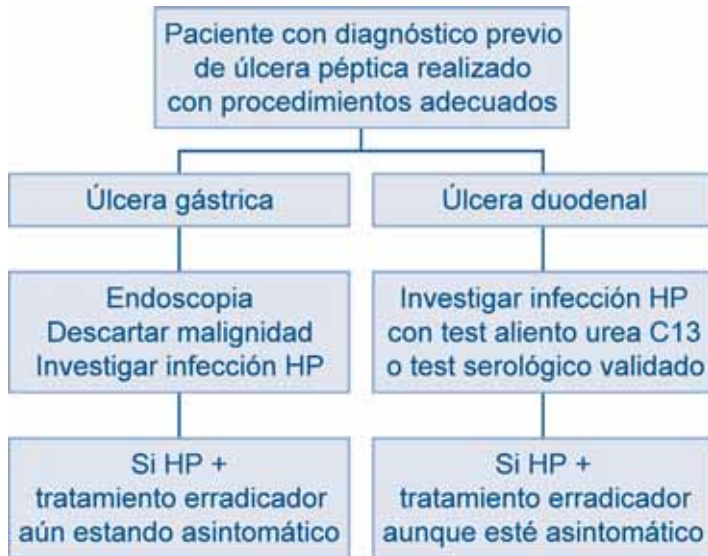 Paciente con diagnóstico previo
de úlcera péptica realizado
con procedimientos adecuados
Úlcera gástrica
Úlcera duodenal
Endoscopia
Descartar malignidad
Investigar infección HP
Investigar infección HP
con test aliento urea C13
o test serológico validado
Si HP +
tratamiento erradicador
aún estando asintomático
Si HP +
tratamiento erradicador
aunque esté asintomático